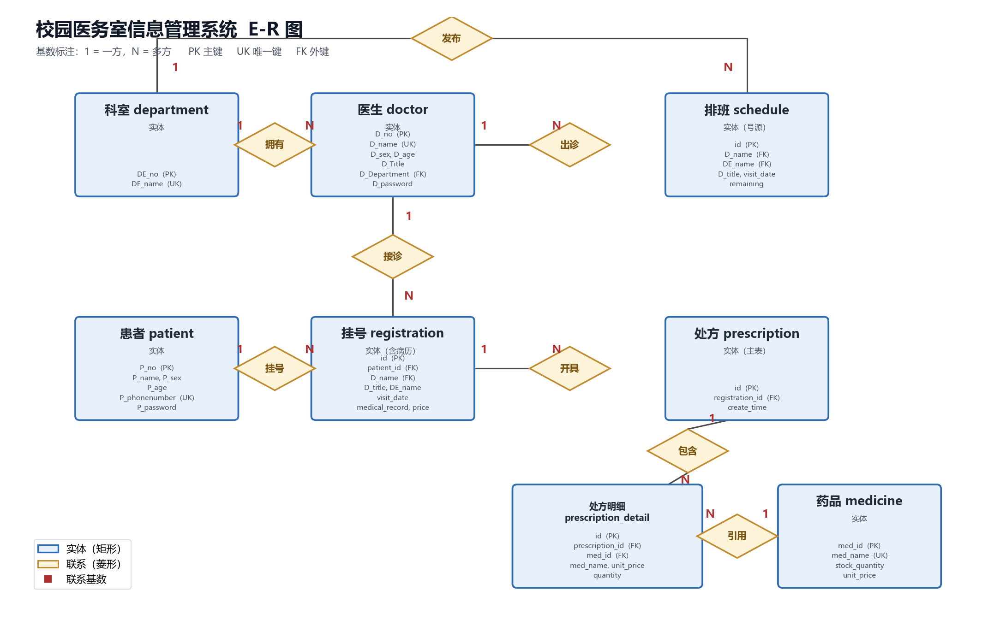 校园医务室信息管理系统 E-R 图
基数标注：1 = 一方，N = 多方 PK 主键 UK 唯一键 FK 外键
发布
1
N
科室 department
实体
DE_no (PK)
DE_name (UK)
1
拥有
N
医生 doctor
实体
D_no (PK)
D_name (UK)
D_sex, D_age
D_Title
D_Department (FK)
D_password
1
N
出诊
排班 schedule
实体（号源）
id (PK)
D_name (FK)
DE_name (FK)
D_title, visit_date
remaining
1
接诊
N
患者 patient
实体
P_no (PK)
P_name, P_sex
P_age
P_phonenumber (UK)
P_password
1
挂号
N
挂号 registration
实体（含病历）
id (PK)
patient_id (FK)
D_name (FK)
D_title, DE_name
visit_date
medical_record, price
1
N
开具
处方 prescription
实体（主表）
id (PK)
registration_id (FK)
create_time
1
包含
N
处方明细
prescription_detail
id (PK)
prescription_id (FK)
med_id (FK)
med_name, unit_price
quantity
N
引用
1
药品 medicine
实体
med_id (PK)
med_name (UK)
stock_quantity
unit_price
实体（矩形）
联系（菱形）
联系基数